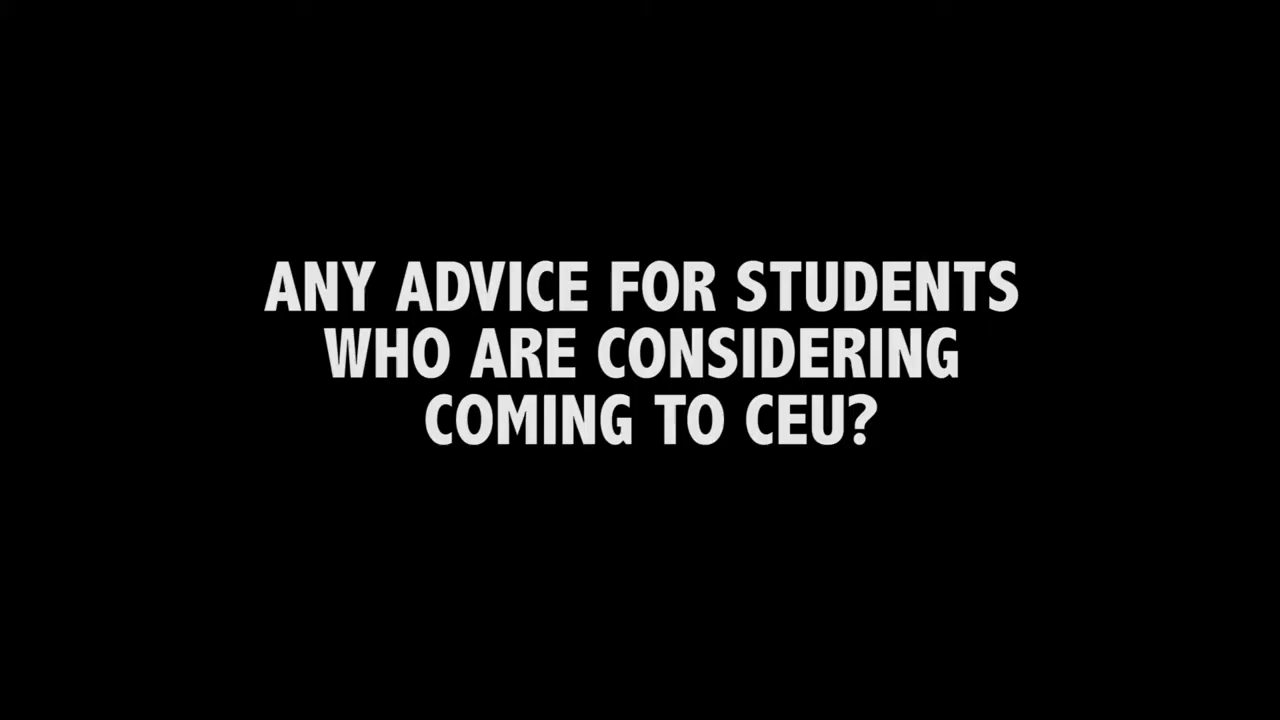 ANY ADVICE FOR STUDENTS
WHO ARE CONSIDERING
COMING TO CEU?